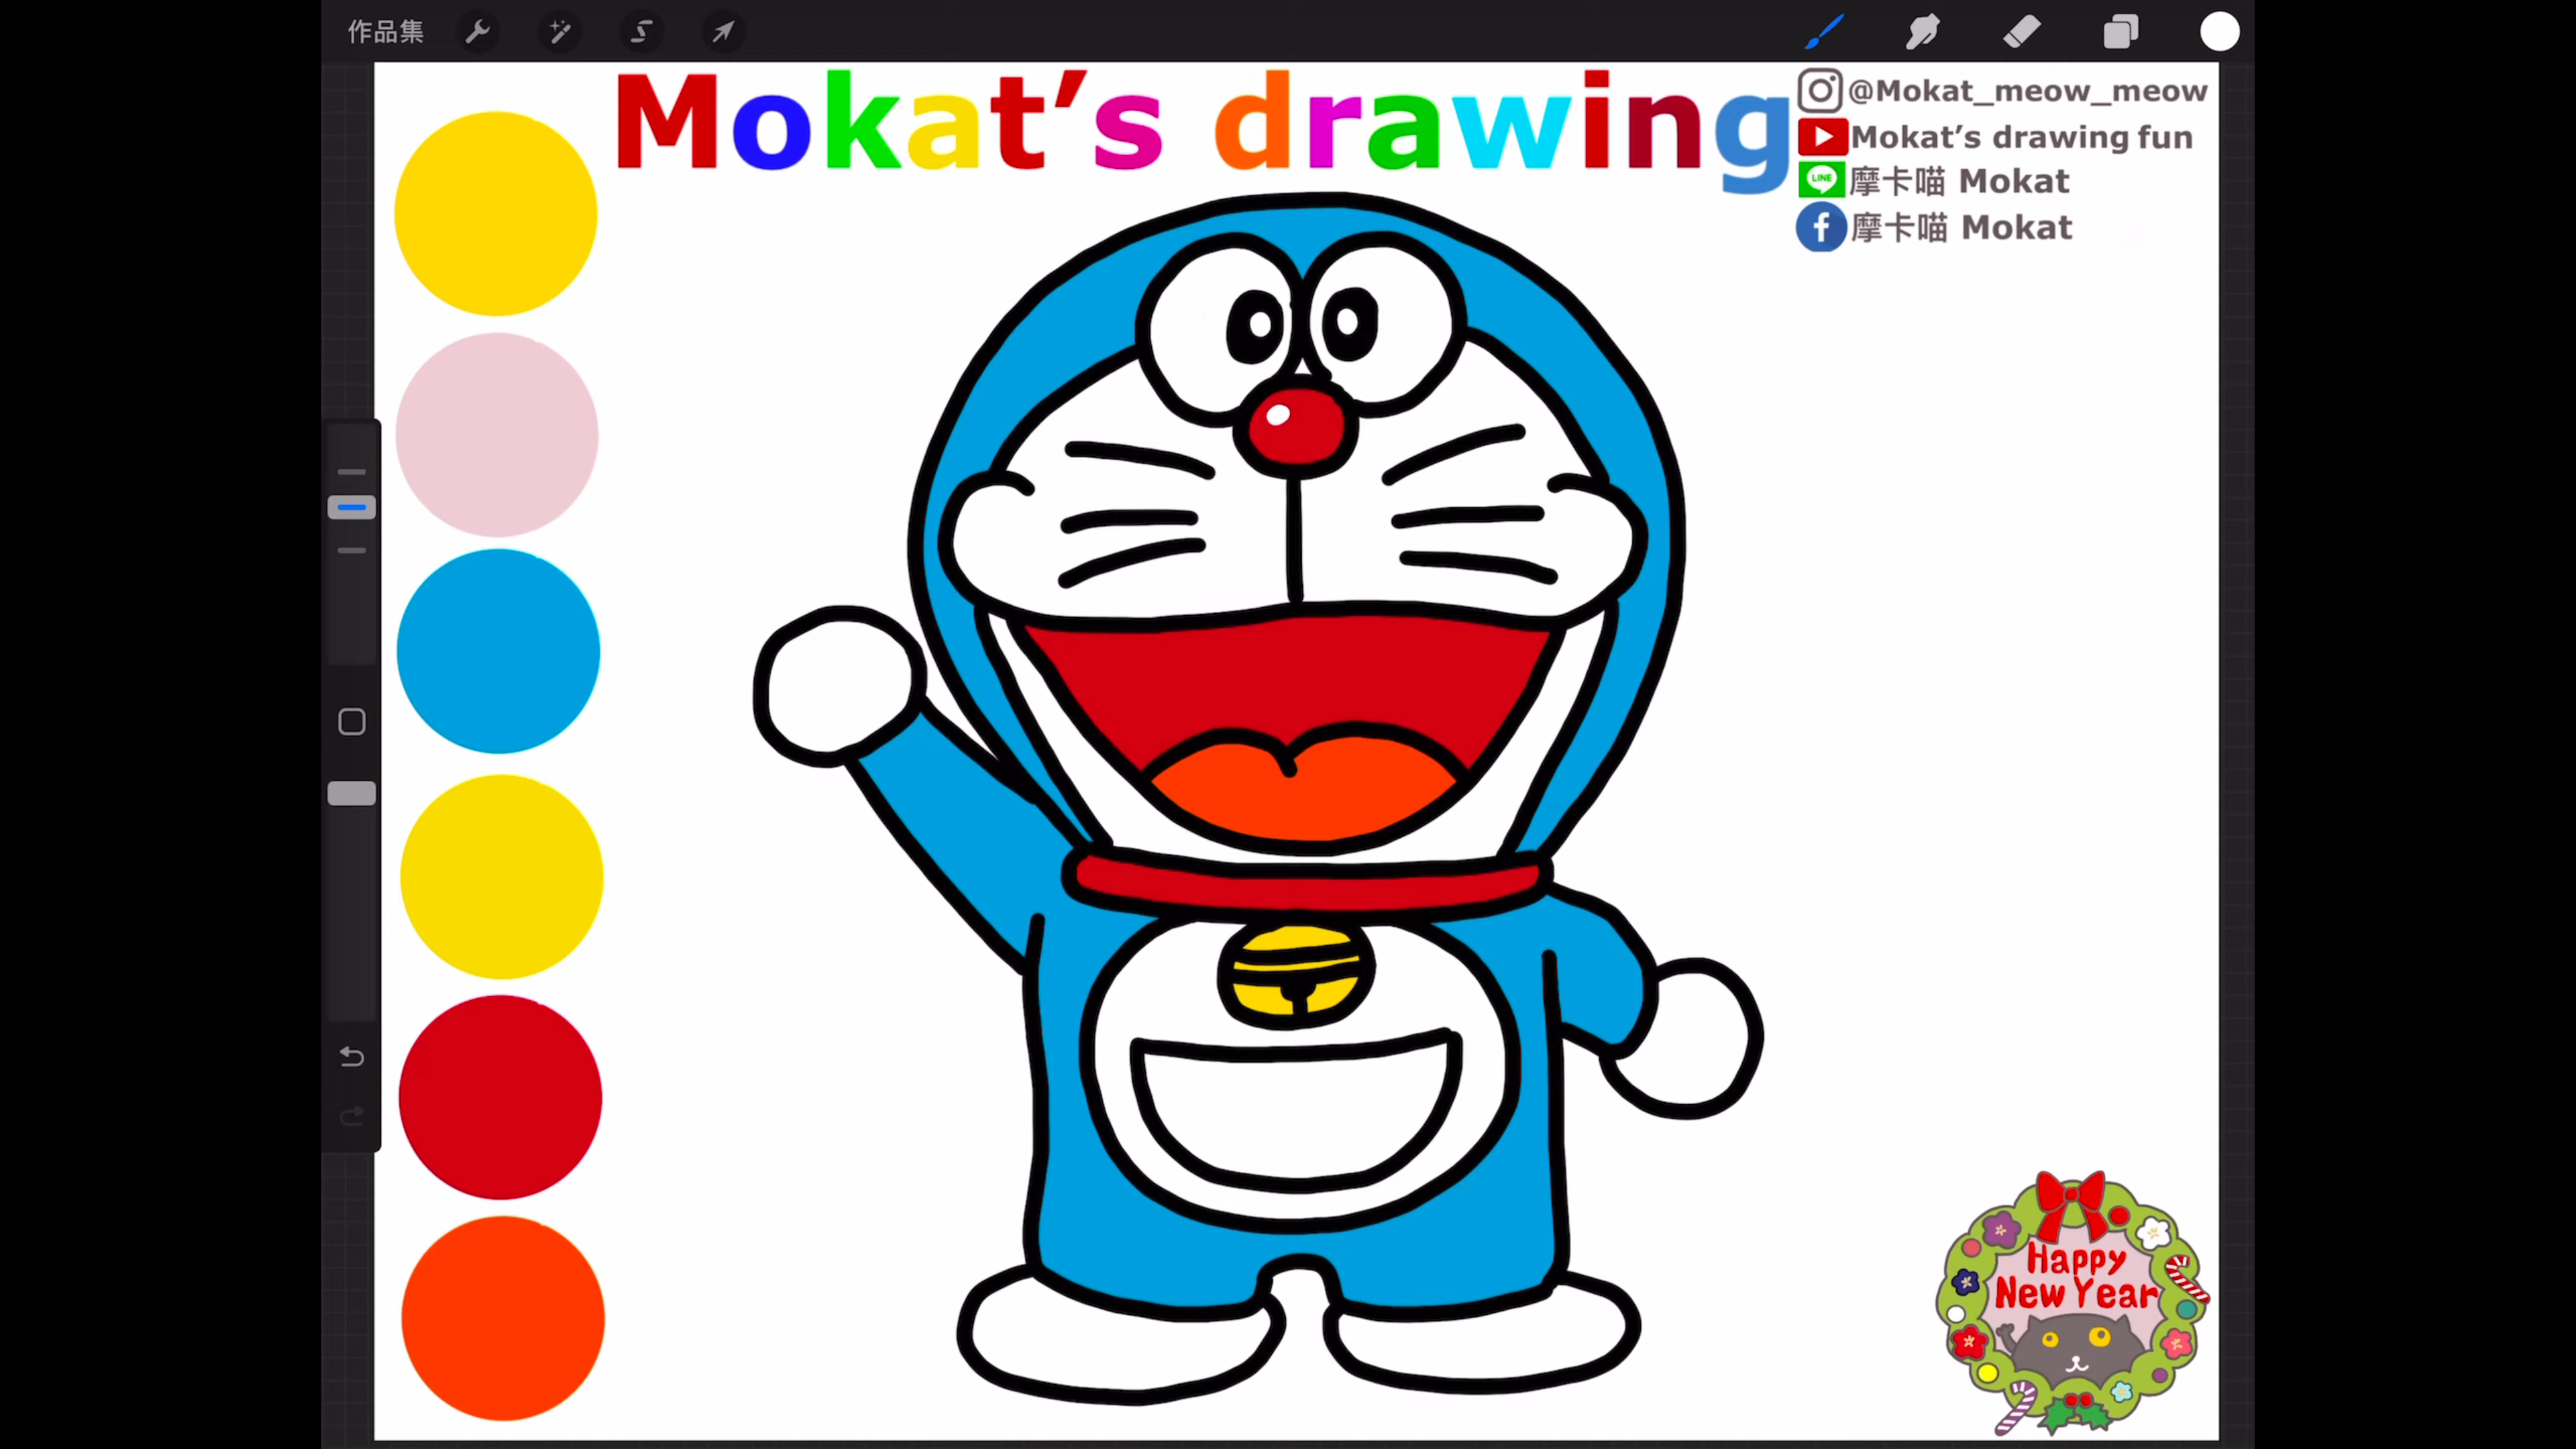 作品集
Mokat’s drawing
@Mokat_meow_meow
Mokat’s drawing fun
LINE
摩卡喵 Mokat
摩卡喵 Mokat
Happy
New Year